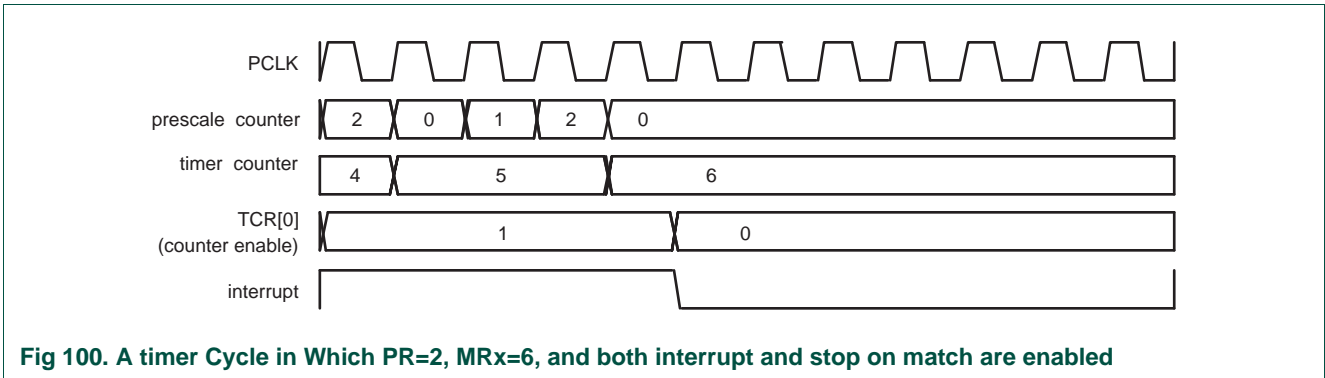 PCLK
prescale counter 2 0 1 2 0
timer counter 4 5 6
TCR[0]
(counter enable) 1 0
interrupt
Fig 100. A timer Cycle in Which PR=2, MRx=6, and both interrupt and stop on match are enabled